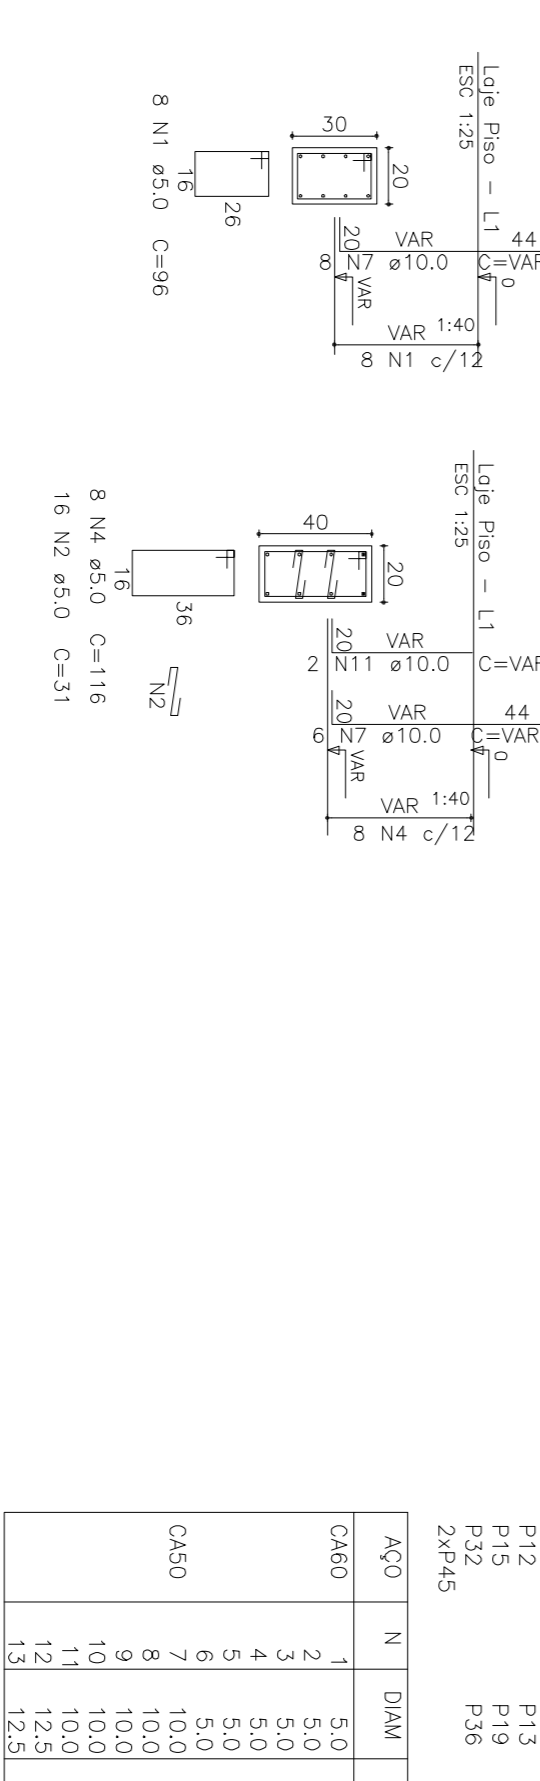 Laje Piso - L1
ESC 1:25
30
20
44
VAR
20
8 N7 ø10.0 C=VAR
0
VAR
VAR 1:40
8 N1 c/12
26
16
8 N1 ø5.0 C=96
Laje Piso - L1
ESC 1:25
40
20
VAR
20
2 N11 ø10.0 C=VAR
44
VAR
20
6 N7 ø10.0 C=VAR
0
VAR
VAR 1:40
8 N4 c/12
36
16
N2
8 N4 ø5.0 C=116
16 N2 ø5.0 C=31
P12 P13
P15 P19
P32 P36
2xP45
AÇO N DIAM
CA60 1 5.0
2 5.0
3 5.0
4 5.0
5 5.0
6 5.0
CA50 7 10.0
8 10.0
9 10.0
10 10.0
11 10.0
12 12.5
13 12.5